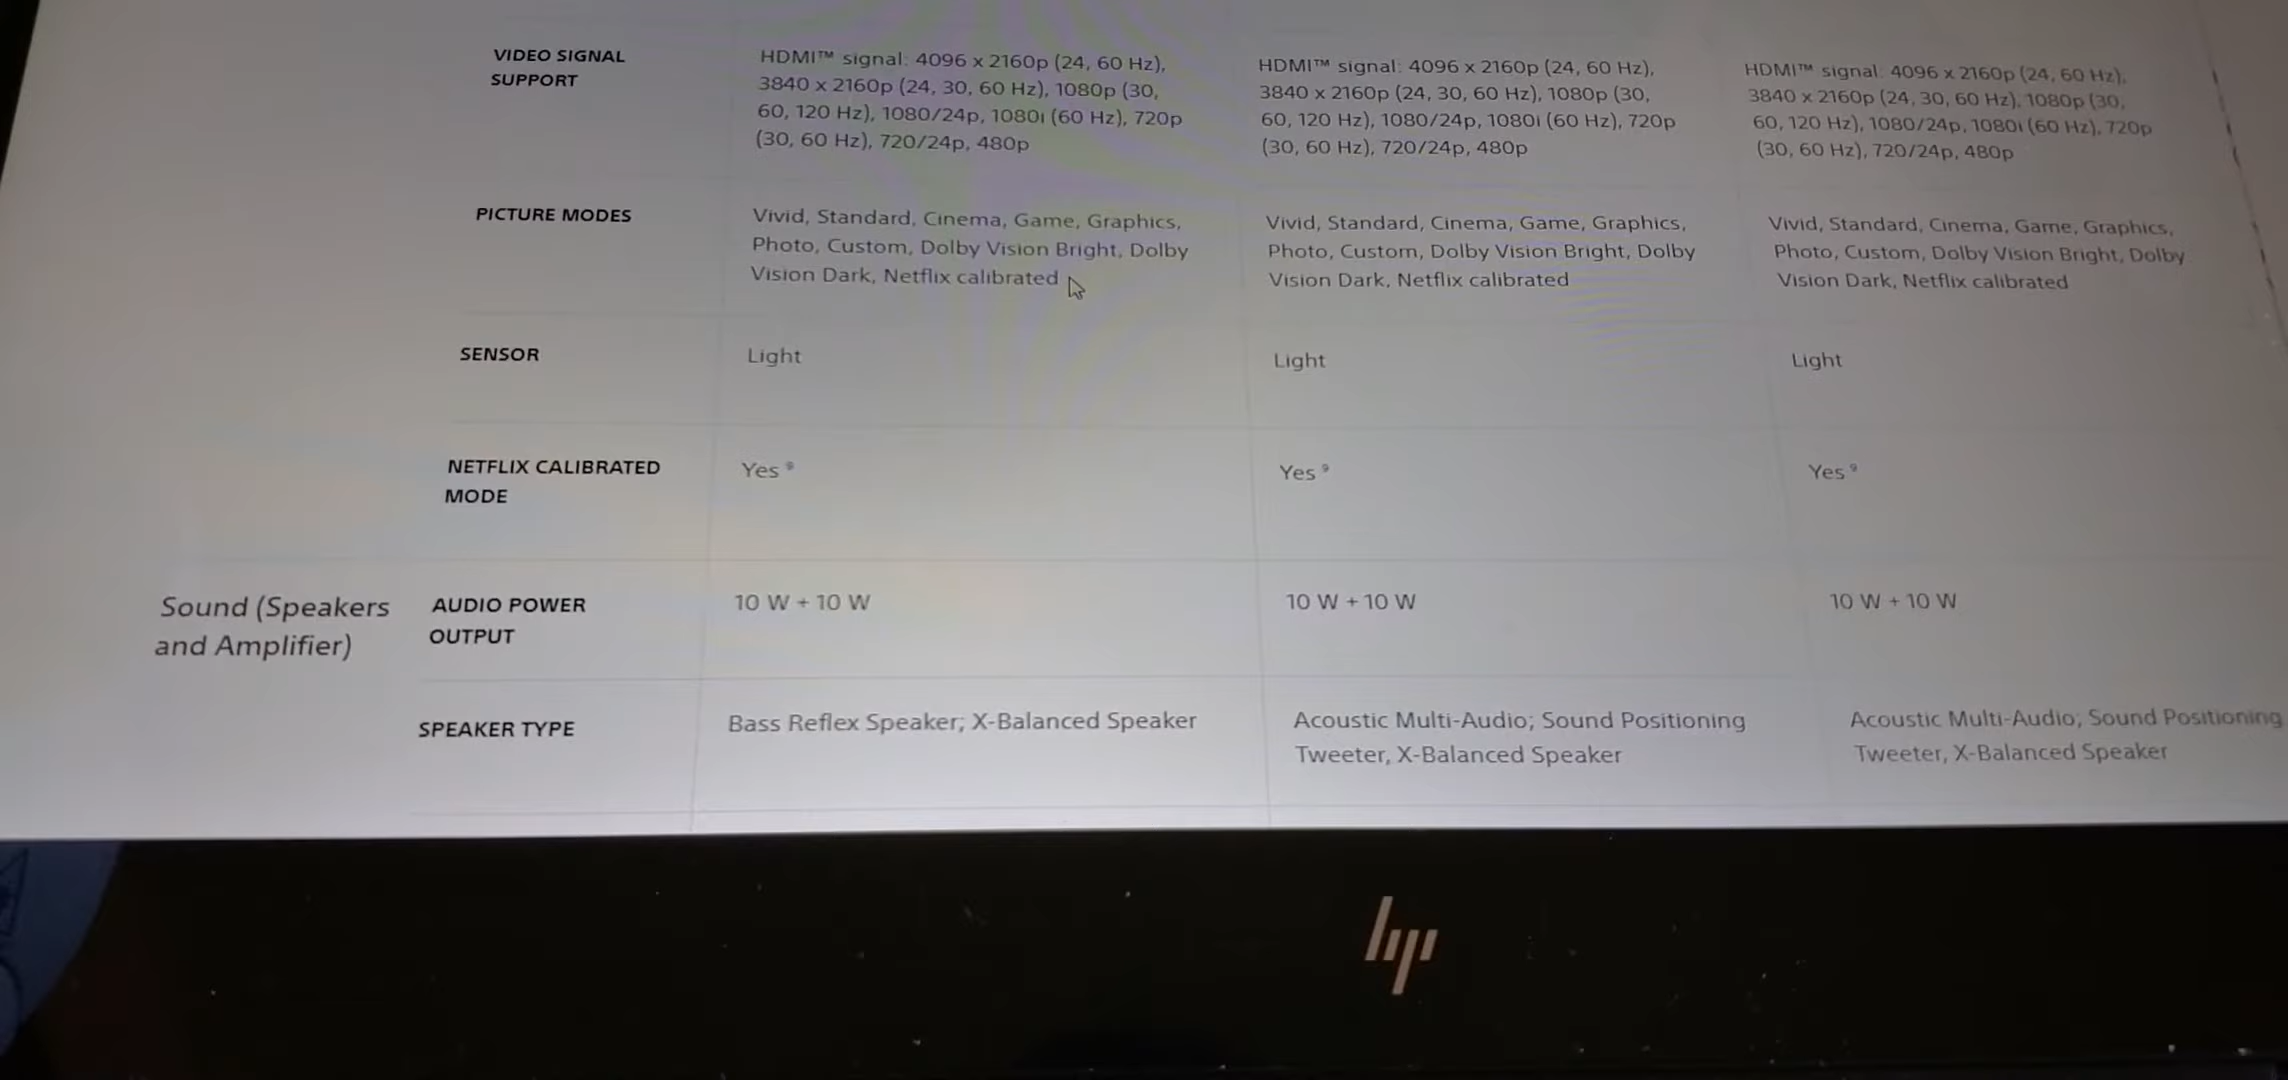 VIDEO SIGNAL
SUPPORT
HDMI™ signal: 4096 x 2160p (24, 60 Hz),
3840 x 2160p (24, 30, 60 Hz), 1080p (30,
60, 120 Hz), 1080/24p, 1080i (60 Hz), 720p
(30, 60 Hz), 720/24p, 480p
HDMI™ signal: 4096 x 2160p (24, 60 Hz),
3840 x 2160p (24, 30, 60 Hz), 1080p (30,
60, 120 Hz), 1080/24p, 1080i (60 Hz), 720p
(30, 60 Hz), 720/24p, 480p
HDMI™ signal: 4096 x 2160p (24, 60 Hz),
3840 x 2160p (24, 30, 60 Hz), 1080p (30,
60, 120 Hz), 1080/24p, 1080i (60 Hz), 720p
(30, 60 Hz), 720/24p, 480p
PICTURE MODES
Vivid, Standard, Cinema, Game, Graphics,
Photo, Custom, Dolby Vision Bright, Dolby
Vision Dark, Netflix calibrated
Vivid, Standard, Cinema, Game, Graphics,
Photo, Custom, Dolby Vision Bright, Dolby
Vision Dark, Netflix calibrated
Vivid, Standard, Cinema, Game, Graphics,
Photo, Custom, Dolby Vision Bright, Dolby
Vision Dark, Netflix calibrated
SENSOR
Light
Light
Light
NETFLIX CALIBRATED
MODE
Yes ⁹
Yes ⁹
Yes ⁹
Sound (Speakers
and Amplifier)
AUDIO POWER
OUTPUT
10 W + 10 W
10 W + 10 W
10 W + 10 W
SPEAKER TYPE
Bass Reflex Speaker; X-Balanced Speaker
Acoustic Multi-Audio; Sound Positioning
Tweeter, X-Balanced Speaker
Acoustic Multi-Audio; Sound Positioning
Tweeter, X-Balanced Speaker
hp